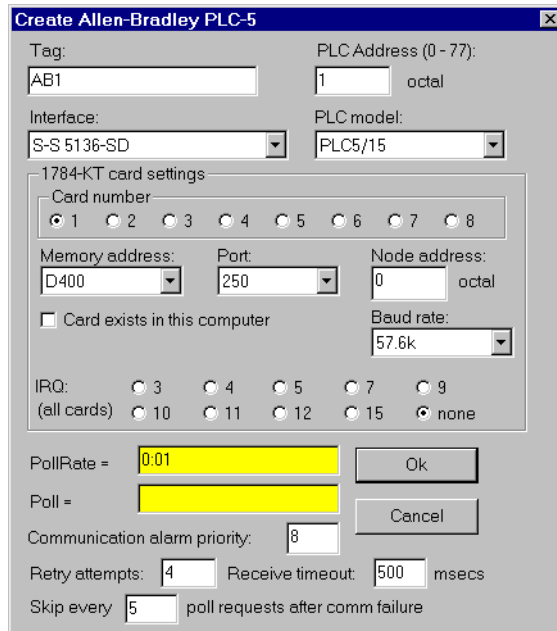 Create Allen-Bradley PLC-5
Tag: PLC Address (0 - 77):
AB1 1 octal
Interface: PLC model:
S-S 5136-SD PLC5/15
1784-KT card settings
Card number
1 2 3 4 5 6 7 8
Memory address: Port: Node address:
D400 250 0 octal
Card exists in this computer
Baud rate:
57.6k
IRQ: 3 4 5 7 9
(all cards) 10 11 12 15 none
PollRate = 0:01 Ok
Poll =
Cancel
Communication alarm priority: 8
Retry attempts: 4 Receive timeout: 500 msecs
Skip every 5 poll requests after comm failure